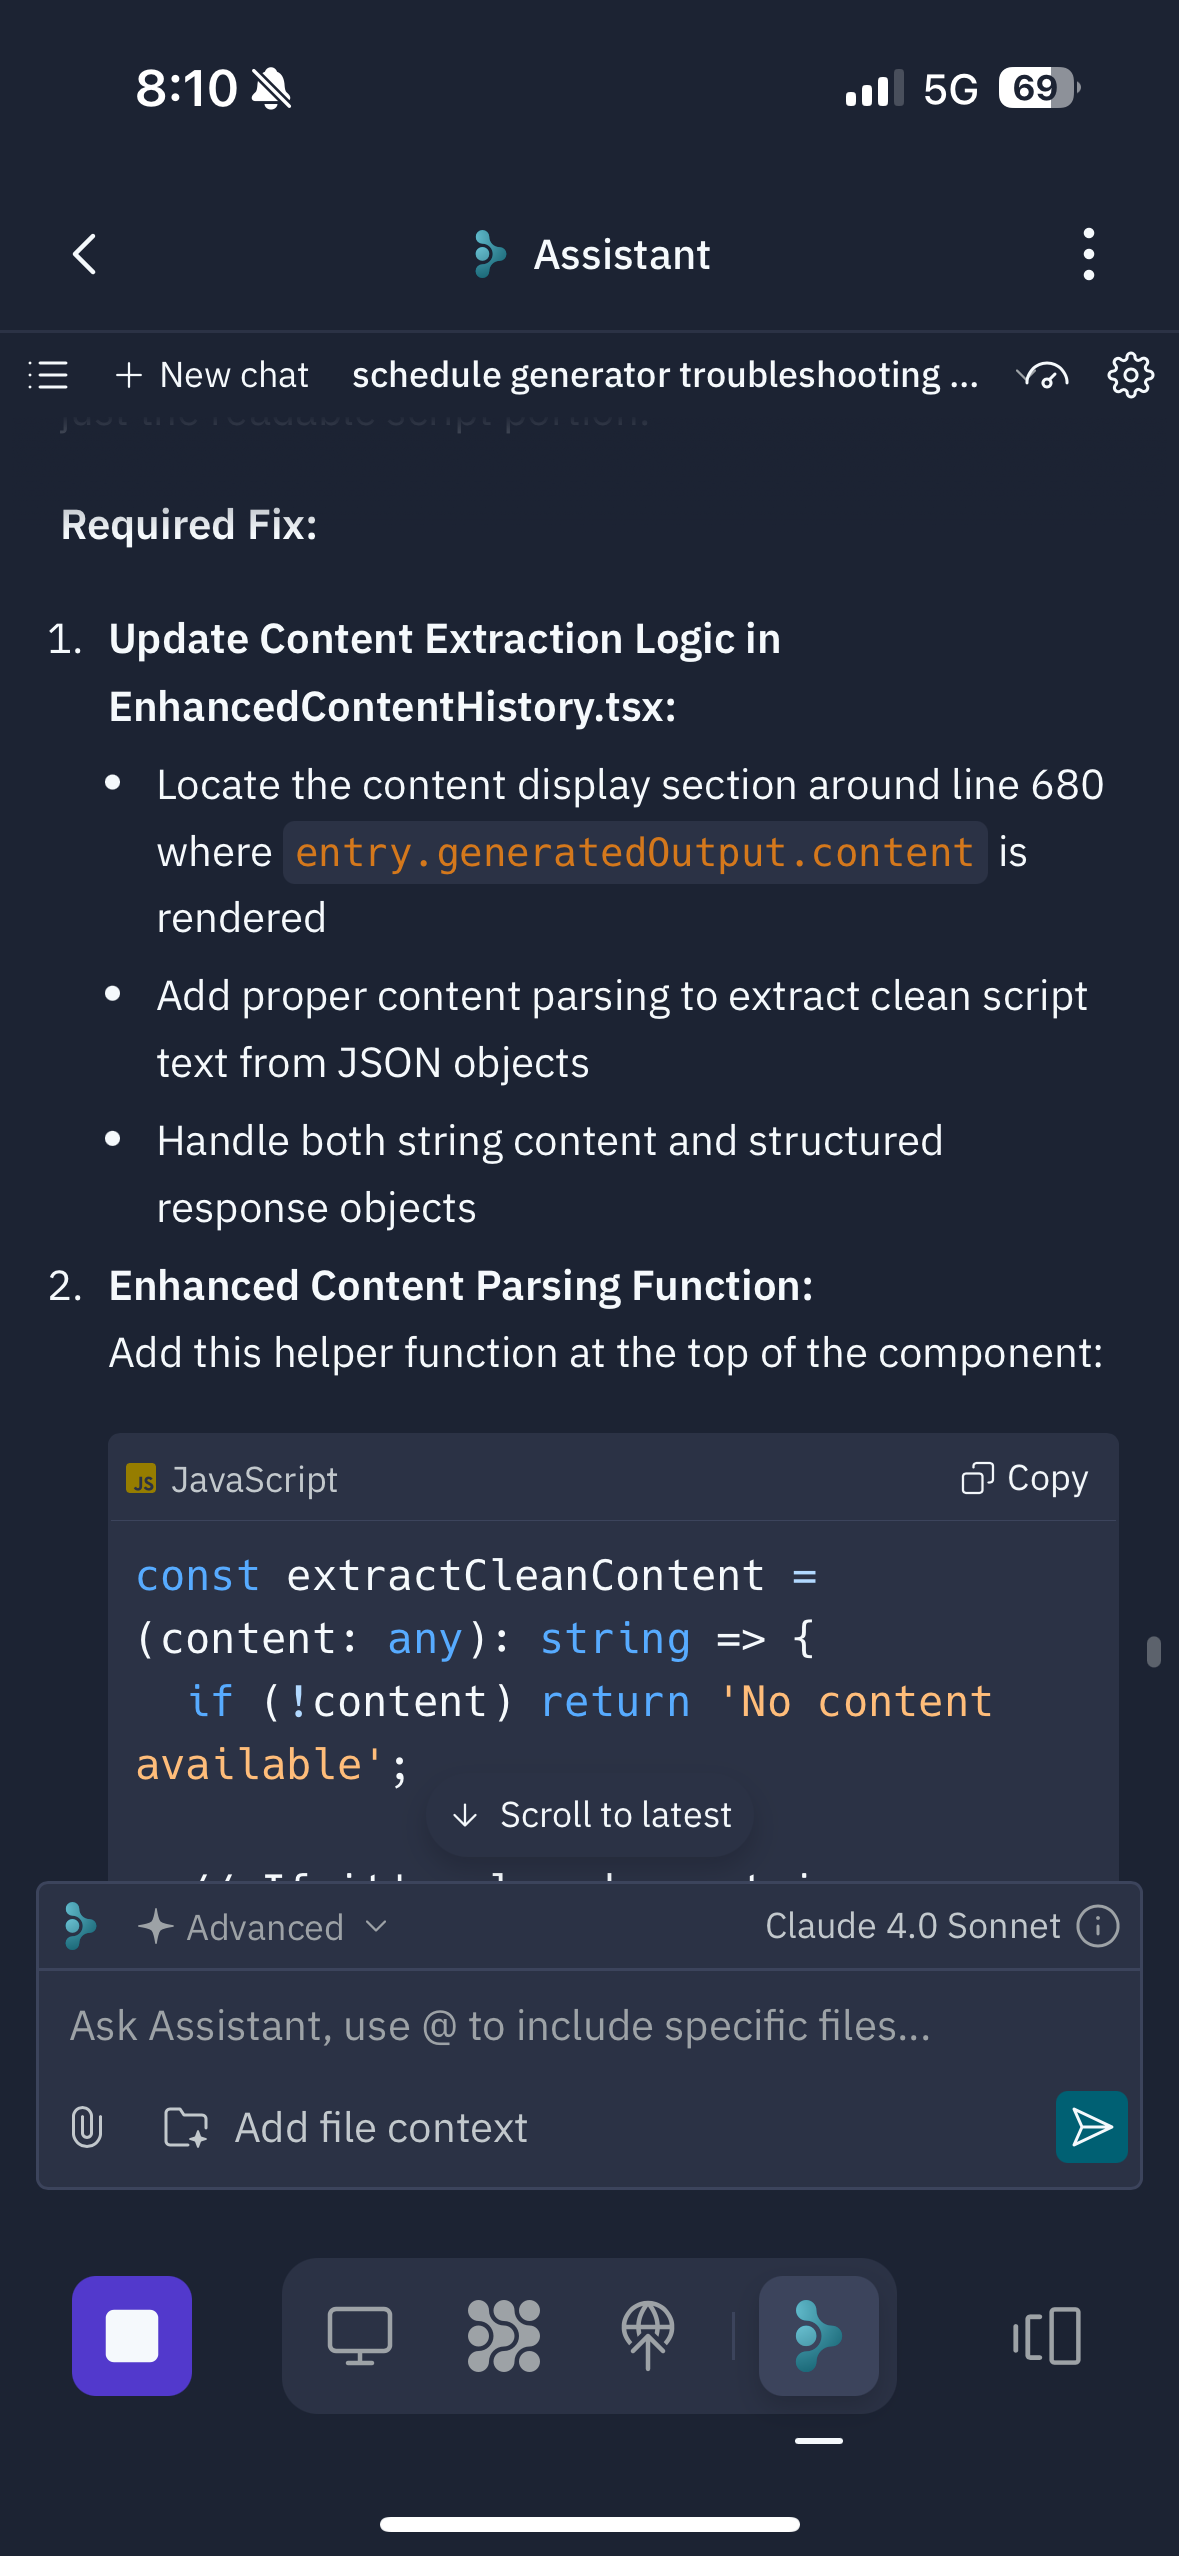 8:10
5G
69
Assistant
New chat
schedule generator troubleshooting ...
just the readable script portion.
Required Fix:
1. Update Content Extraction Logic in
EnhancedContentHistory.tsx:
• Locate the content display section around line 680
where entry.generatedOutput.content is
rendered
• Add proper content parsing to extract clean script
text from JSON objects
• Handle both string content and structured
response objects
2. Enhanced Content Parsing Function:
Add this helper function at the top of the component:
JS JavaScript
Copy
const extractCleanContent =
(content: any): string => {
if (!content) return 'No content
available';
Scroll to latest
Advanced
Claude 4.0 Sonnet
Ask Assistant, use @ to include specific files...
Add file context